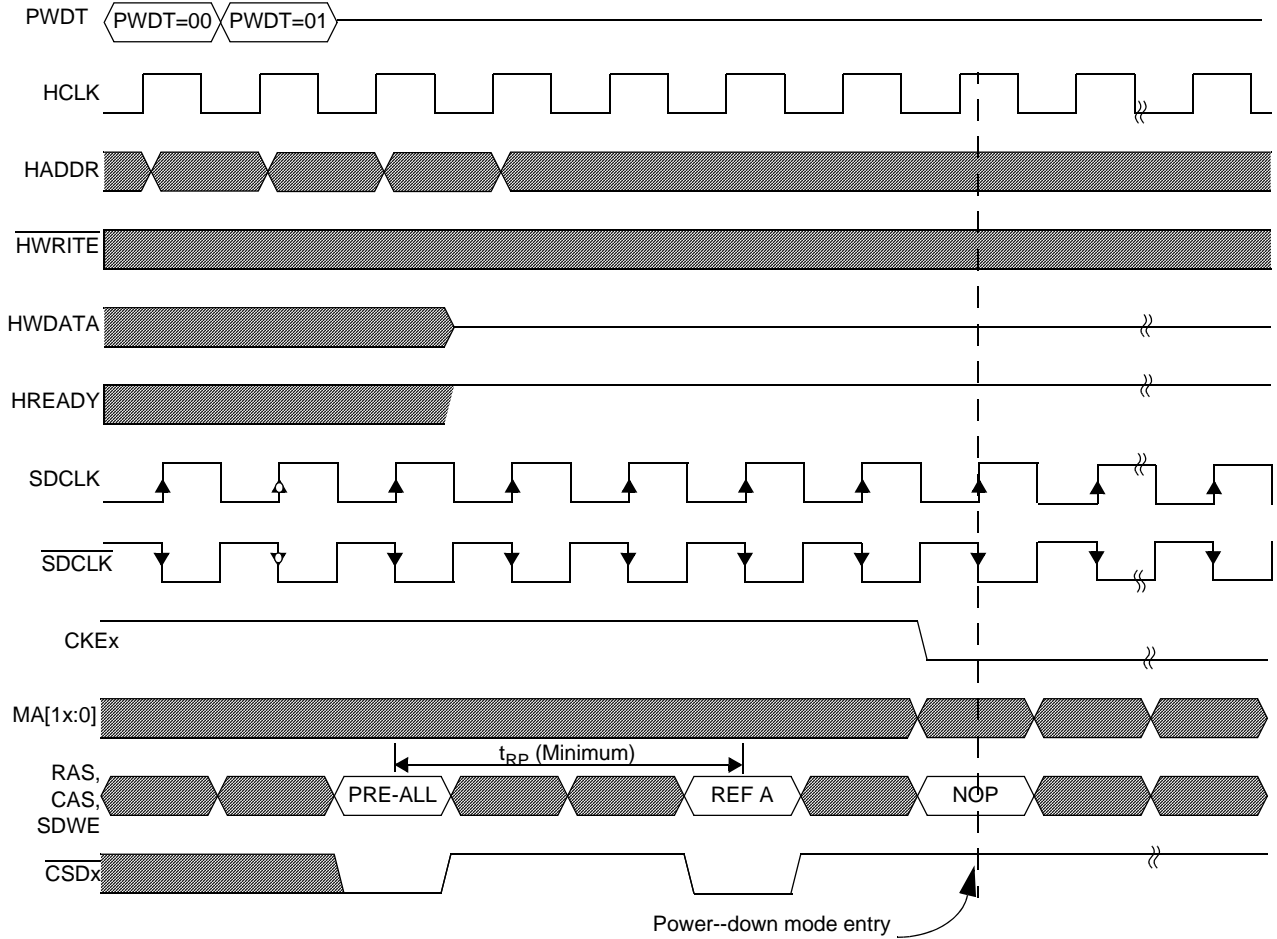 PWDT PWDT=00 PWDT=01
HCLK
HADDR
HWRITE
HWDATA
HREADY
SDCLK
SDCLK
CKEx
MA[1x:0]
tRP (Minimum)
RAS,
CAS,
SDWE
PRE-ALL REF A NOP
CSDx
Power--down mode entry